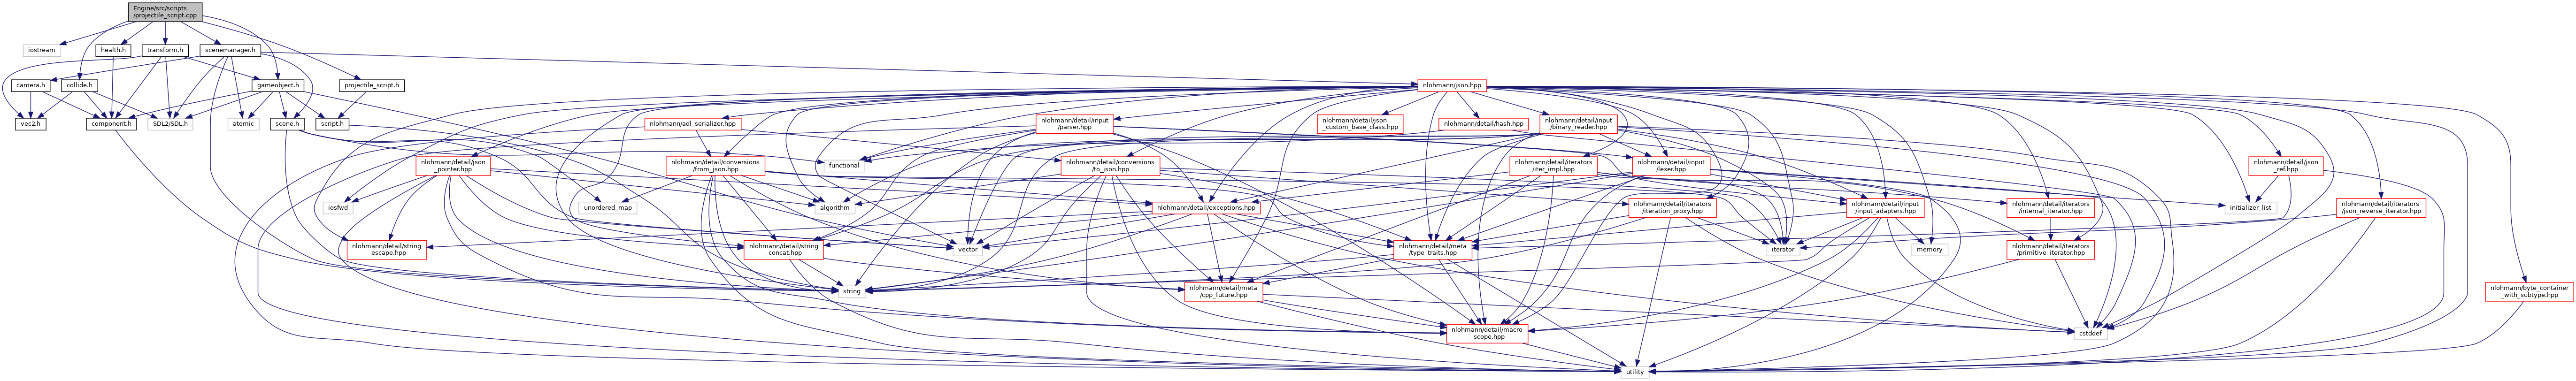 Engine/src/scripts
/projectile_script.cpp
iostream
health.h
transform.h
scenemanager.h
camera.h
collide.h
gameobject.h
projectile_script.h
nlohmann/json.hpp
vec2.h
component.h
SDL2/SDL.h
atomic
scene.h
script.h
nlohmann/adl_serializer.hpp
nlohmann/detail/input
/parser.hpp
nlohmann/detail/json
_custom_base_class.hpp
nlohmann/detail/hash.hpp
nlohmann/detail/input
/binary_reader.hpp
nlohmann/detail/json
_pointer.hpp
nlohmann/detail/conversions
/from_json.hpp
functional
nlohmann/detail/conversions
/to_json.hpp
nlohmann/detail/iterators
/iter_impl.hpp
nlohmann/detail/input
/lexer.hpp
nlohmann/detail/json
_ref.hpp
iosfwd
unordered_map
algorithm
nlohmann/detail/exceptions.hpp
nlohmann/detail/iterators
/iteration_proxy.hpp
nlohmann/detail/input
/input_adapters.hpp
nlohmann/detail/iterators
/internal_iterator.hpp
initializer_list
nlohmann/detail/iterators
/json_reverse_iterator.hpp
nlohmann/detail/string
_escape.hpp
nlohmann/detail/string
_concat.hpp
vector
nlohmann/detail/meta
/type_traits.hpp
iterator
memory
nlohmann/detail/iterators
/primitive_iterator.hpp
string
nlohmann/detail/meta
/cpp_future.hpp
nlohmann/byte_container
_with_subtype.hpp
nlohmann/detail/macro
_scope.hpp
cstddef
utility